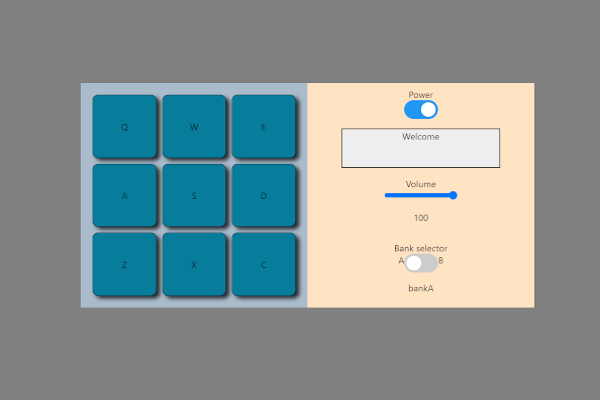 Q W E
A S D
Z X C
Power
Welcome
Volume
100
Bank selector
A B
bankA